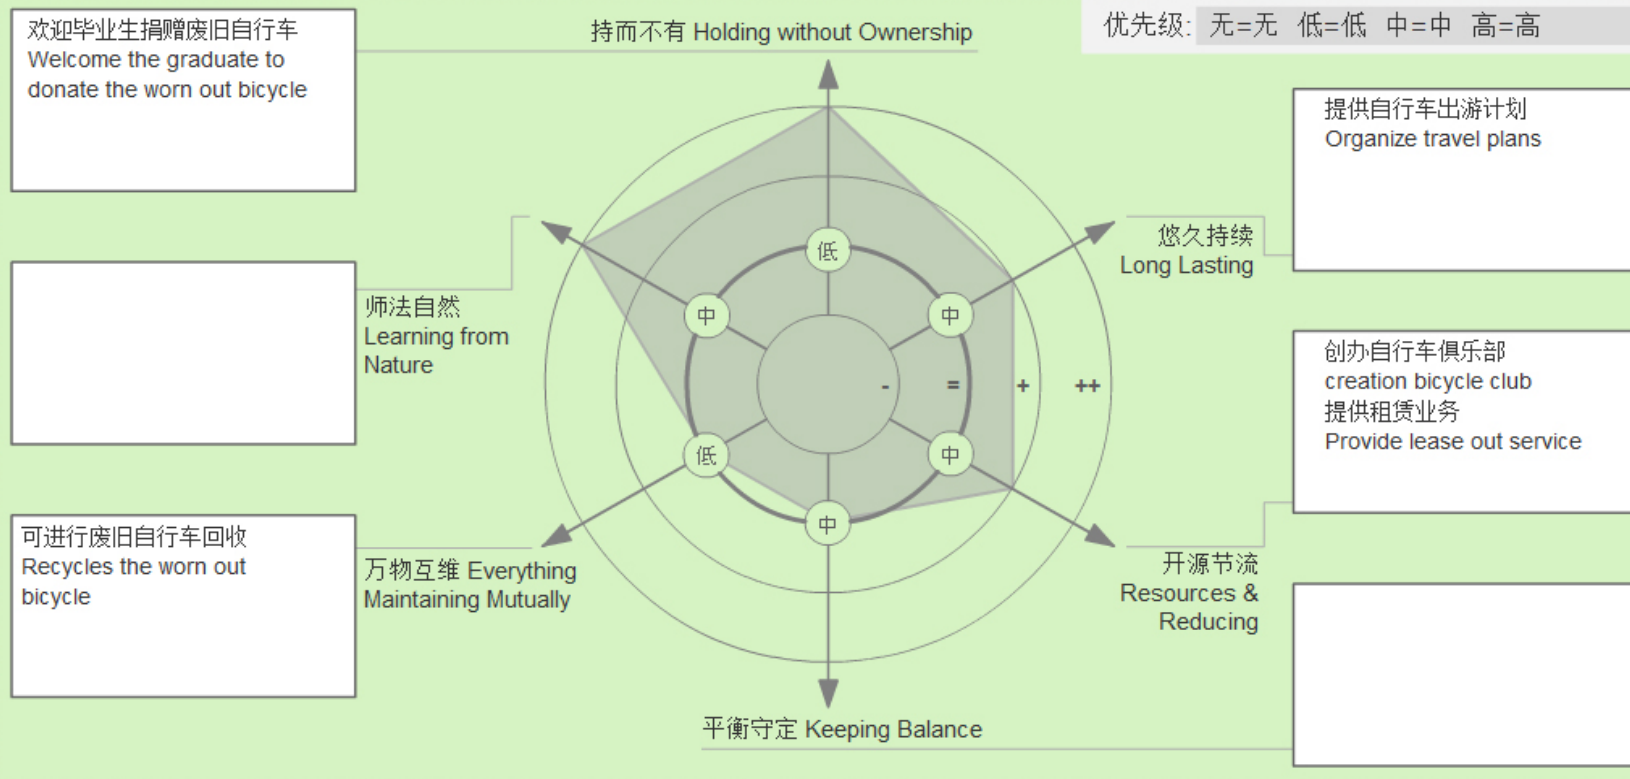 欢迎毕业生捐赠废旧自行车
Welcome the graduate to
donate the worn out bicycle
持而不有 Holding without Ownership
优先级: 无=无 低=低 中=中 高=高
提供自行车出游计划
Organize travel plans
悠久持续
Long Lasting
师法自然
Learning from
Nature
低
中
中
- = + ++
低
中
中
创办自行车俱乐部
creation bicycle club
提供租赁业务
Provide lease out service
可进行废旧自行车回收
Recycles the worn out
bicycle
万物互维 Everything
Maintaining Mutually
开源节流
Resources &
Reducing
平衡守定 Keeping Balance